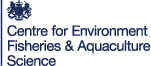 Centre for Environment
Fisheries & Aquaculture
Science